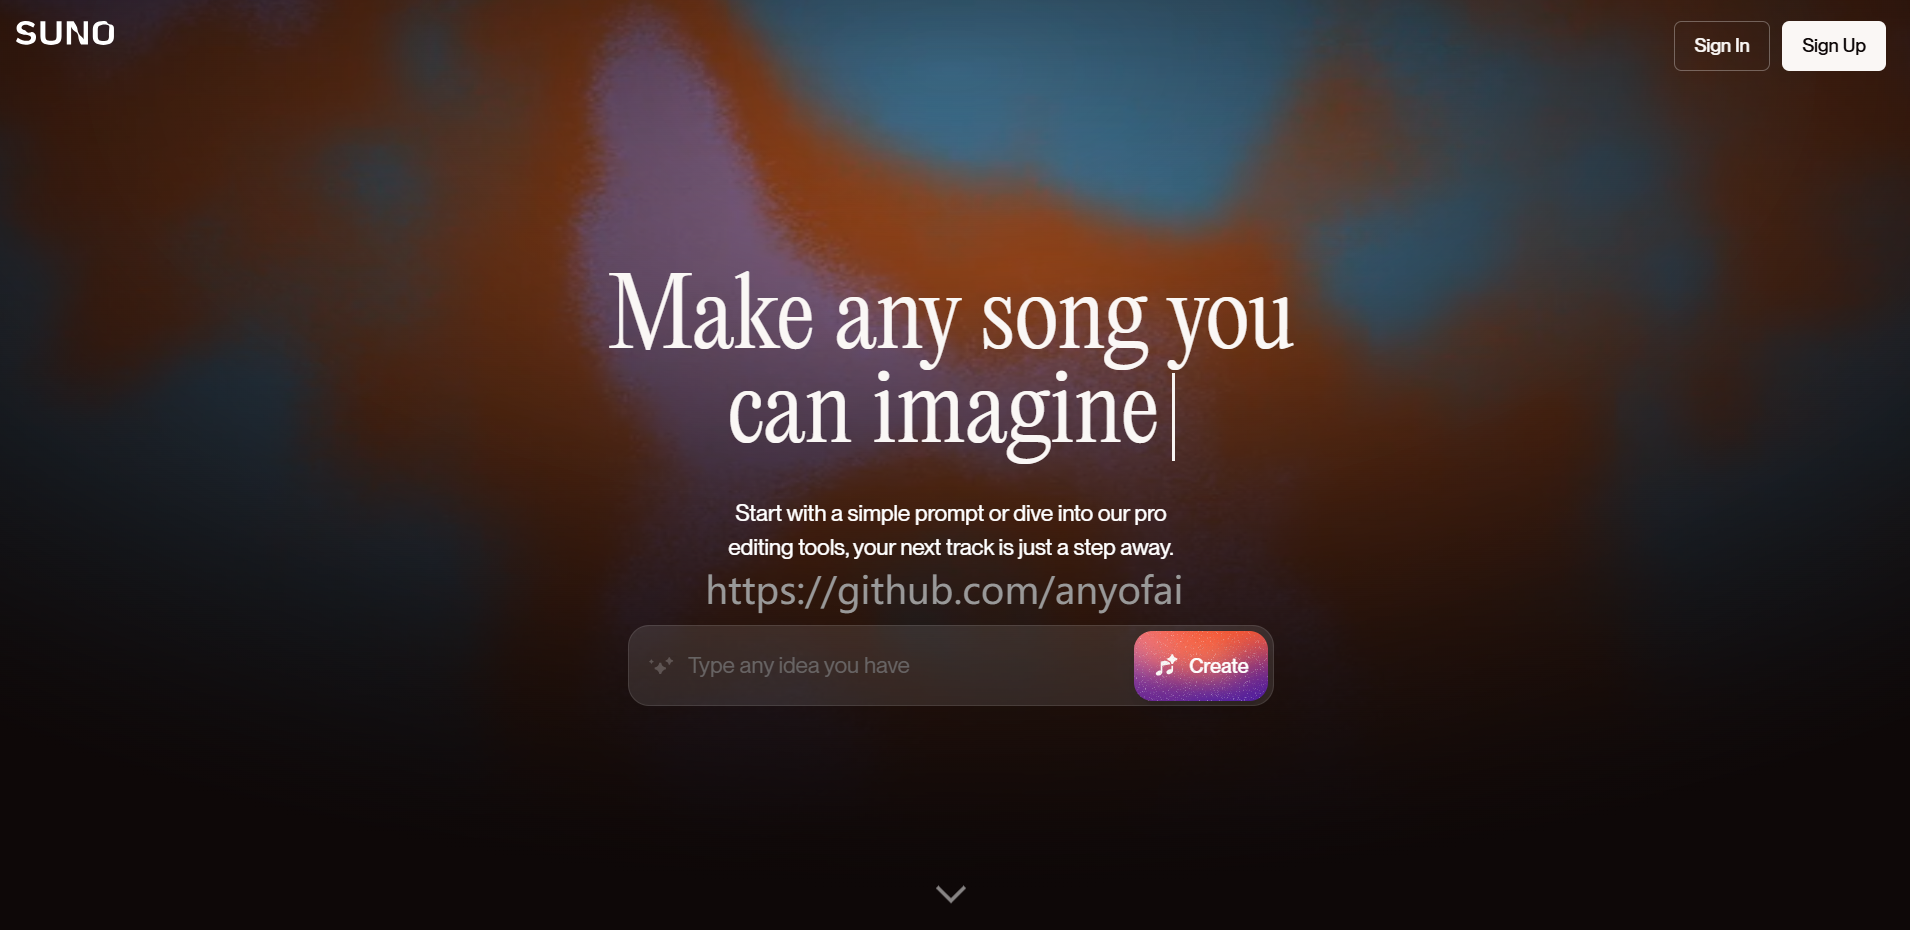 SUNO
Sign In
Sign Up
Make any song you
can imagine
Start with a simple prompt or dive into our pro
editing tools, your next track is just a step away.
https://github.com/anyofai
Type any idea you have
Create